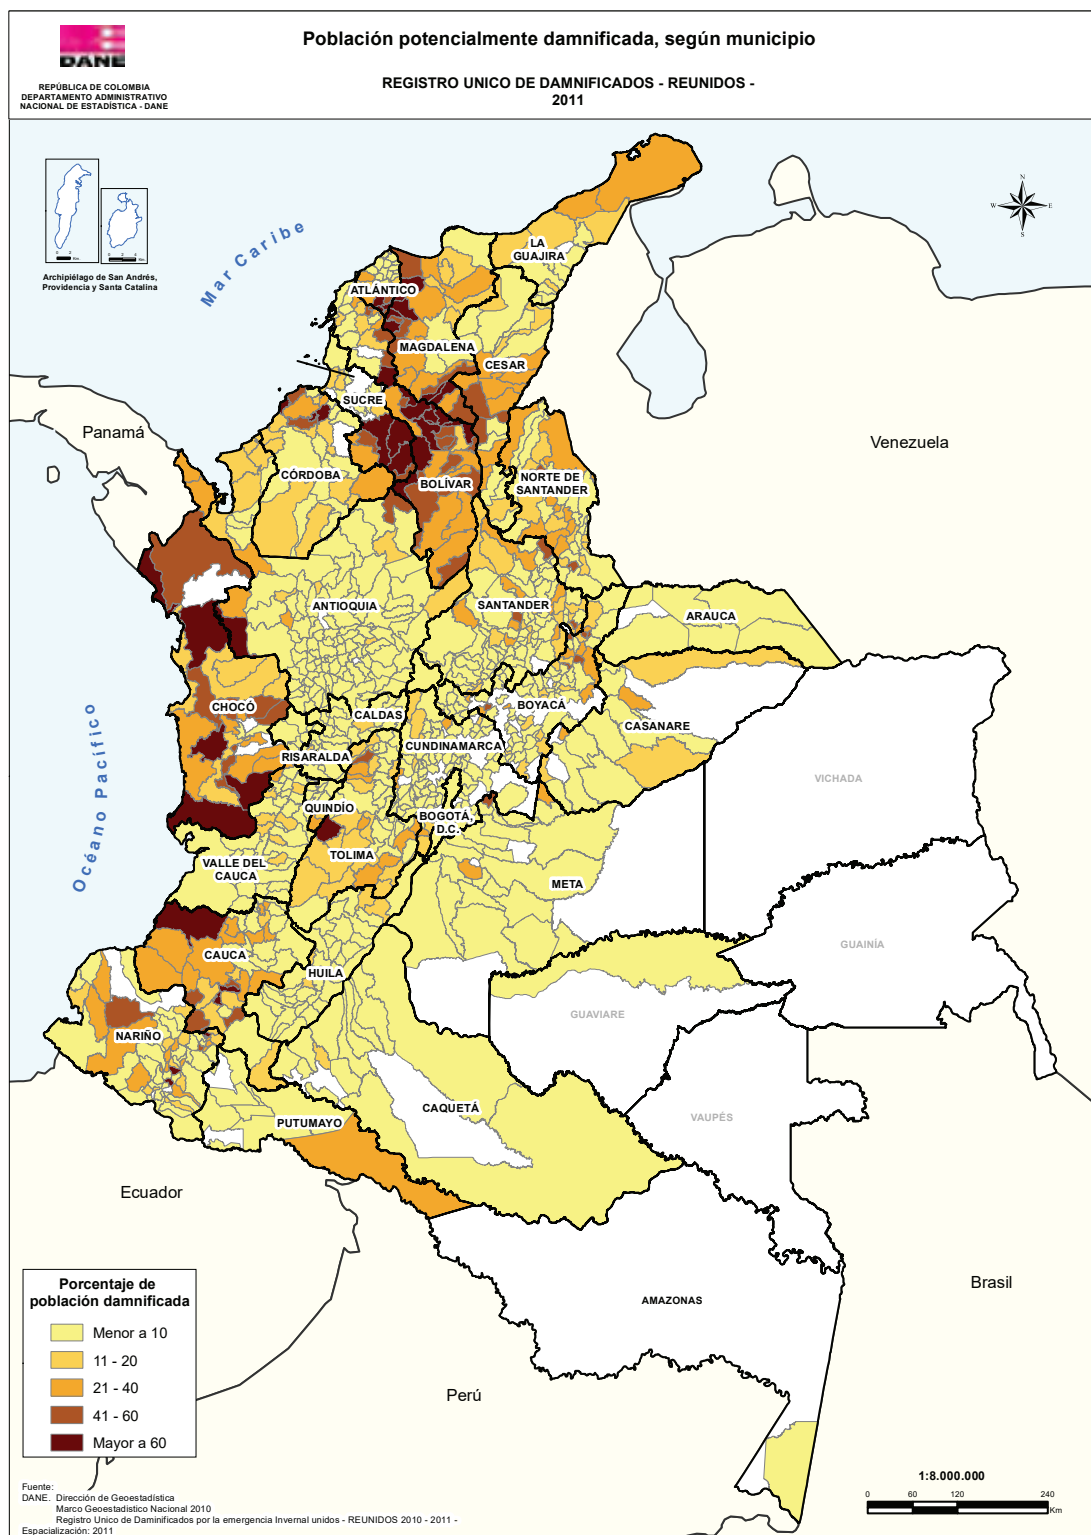 DANE
REPÚBLICA DE COLOMBIA
DEPARTAMENTO ADMINISTRATIVO
NACIONAL DE ESTADÍSTICA - DANE
Población potencialmente damnificada, según municipio
REGISTRO UNICO DE DAMNIFICADOS - REUNIDOS -
2011
Archipiélago de San Andrés,
Providencia y Santa Catalina
Mar Caribe
N
W
E
S
LA
GUAJIRA
ATLÁNTICO
MAGDALENA
CESAR
SUCRE
Panamá
Venezuela
CÓRDOBA
BOLÍVAR
NORTE DE
SANTANDER
ANTIOQUIA
SANTANDER
ARAUCA
CHOCÓ
CALDAS
BOYACÁ
CASANARE
CUNDINAMARCA
RISARALDA
VICHADA
QUINDÍO
BOGOTÁ,
D.C.
TOLIMA
VALLE DEL
CAUCA
META
Océano Pacífico
CAUCA
GUAINÍA
HUILA
GUAVIARE
NARIÑO
CAQUETÁ
VAUPÉS
PUTUMAYO
Ecuador
Brasil
AMAZONAS
Perú
Porcentaje de
población damnificada
Menor a 10
11 - 20
21 - 40
41 - 60
Mayor a 60
1:8.000.000
0 60 120 240
Km
Fuente:
DANE. Dirección de Geoestadística
Marco Geoestadistico Nacional 2010
Registro Unico de Daminificados por la emergencia Invernal unidos - REUNIDOS 2010 - 2011 -
Espacialización: 2011